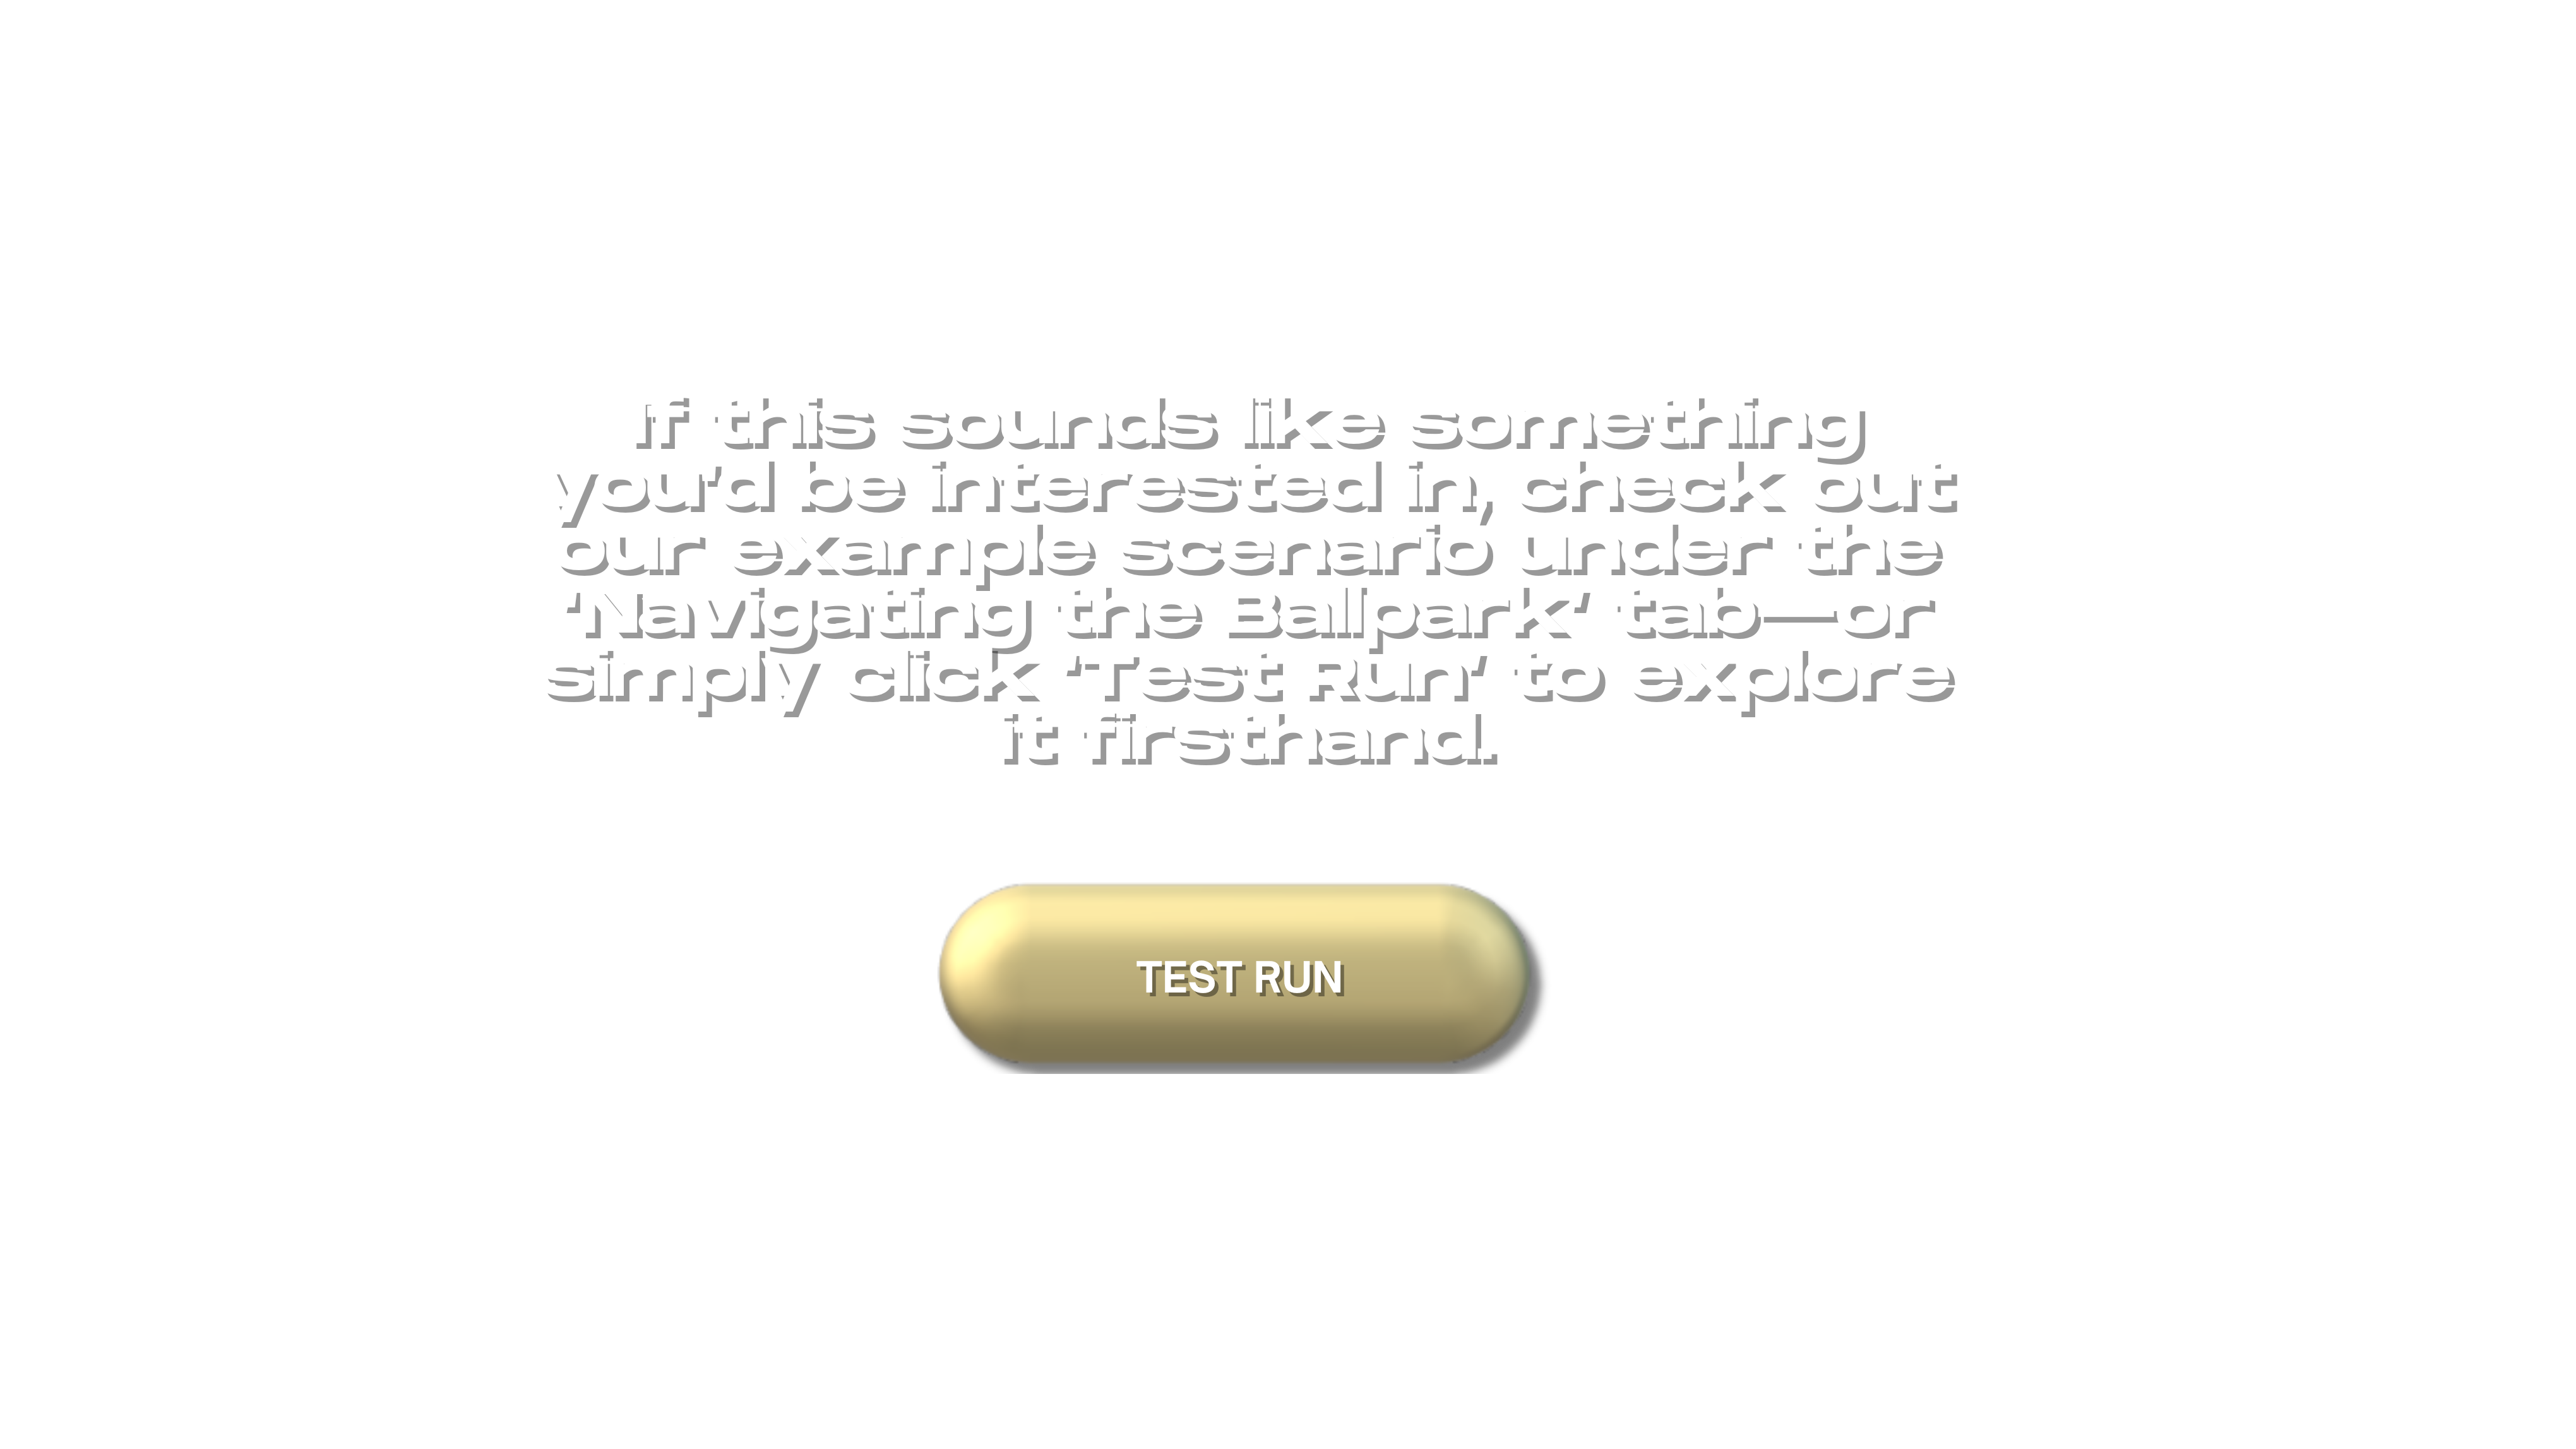 If this sounds like something
you'd be interested in, check out
our example scenario under the
'Navigating the Ballpark' tab—or
simply click 'Test Run' to explore
it firsthand.
TEST RUN